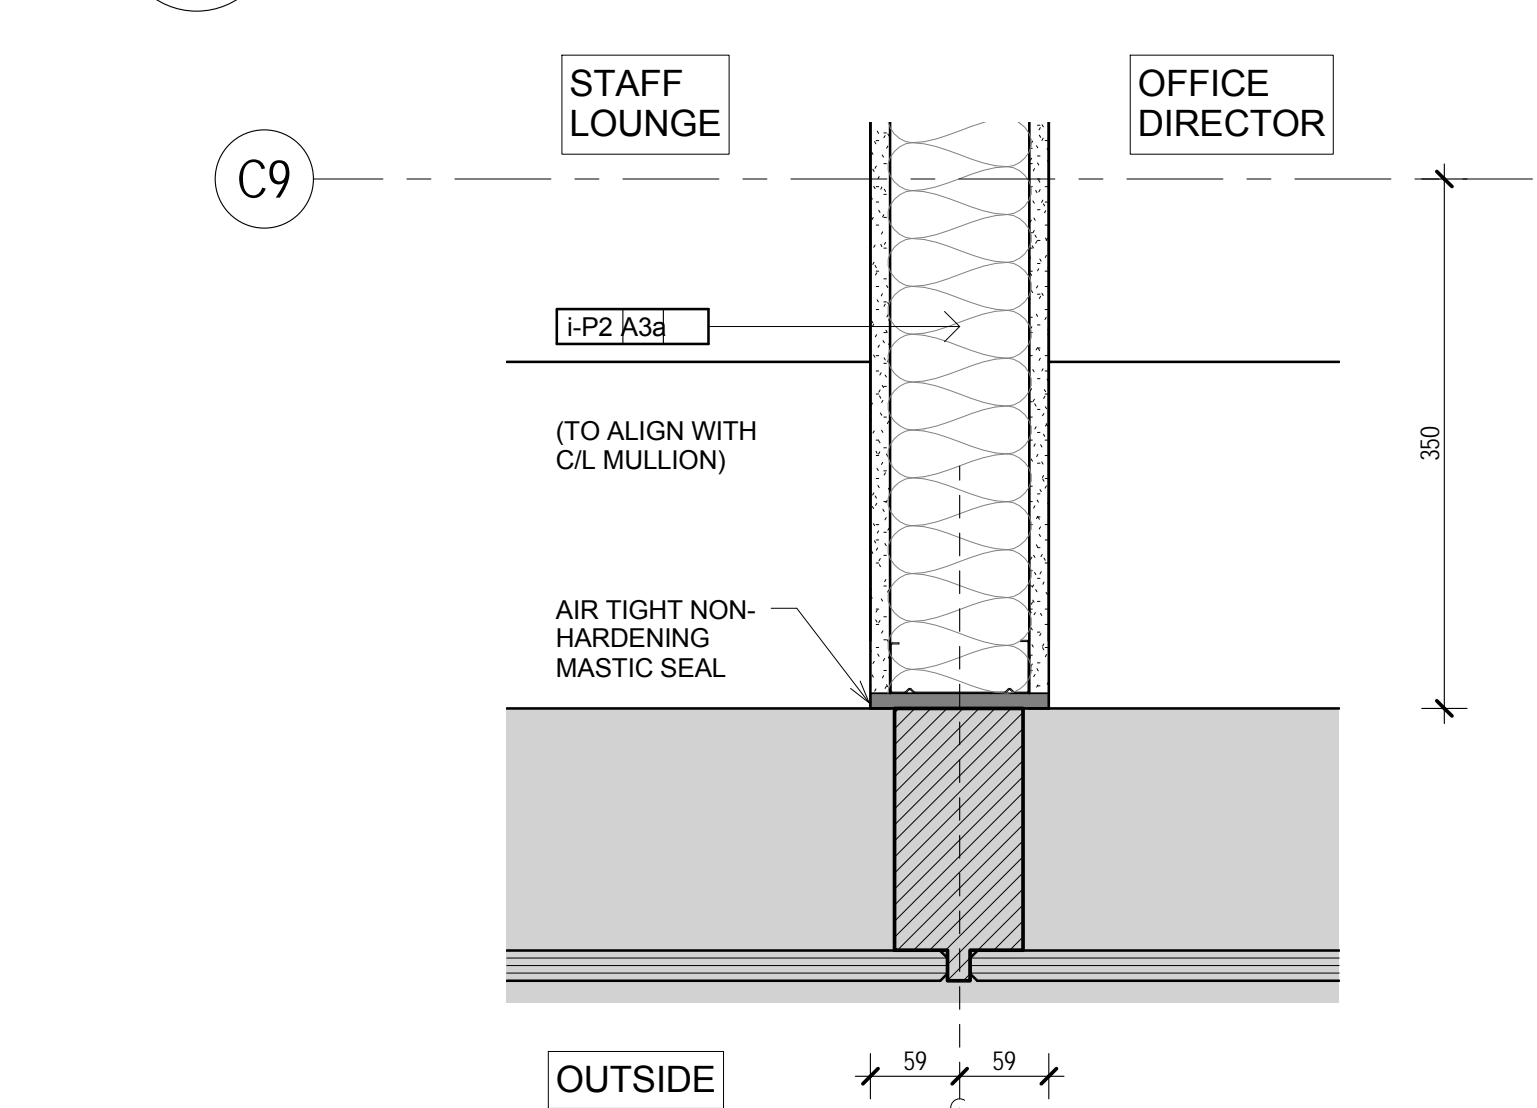 STAFF
LOUNGE
OFFICE
DIRECTOR
C9
i-P2 A3a
(TO ALIGN WITH
C/L MULLION)
350
AIR TIGHT NON-
HARDENING
MASTIC SEAL
59
59
OUTSIDE